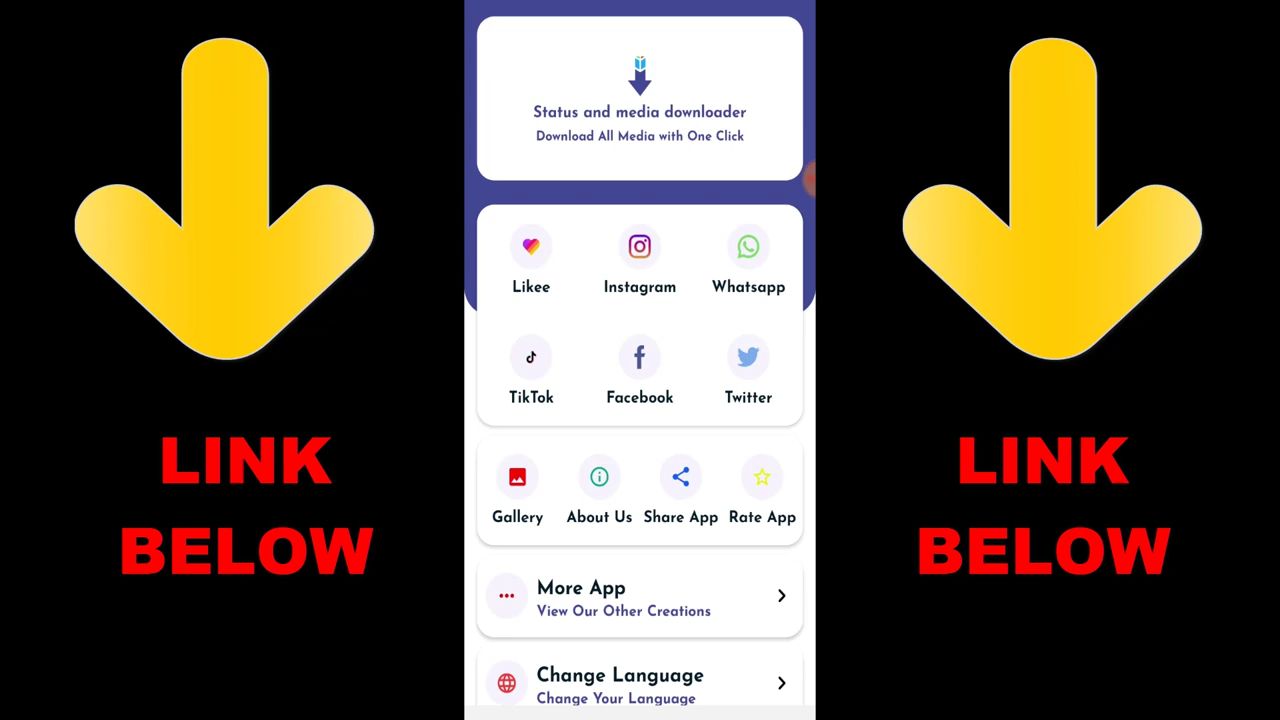 Status and media downloader
Download All Media with One Click
Likee
Instagram
Whatsapp
TikTok
Facebook
Twitter
Gallery
About Us
Share App
Rate App
More App
View Our Other Creations
Change Language
Change Your Language
LINK
BELOW
LINK
BELOW